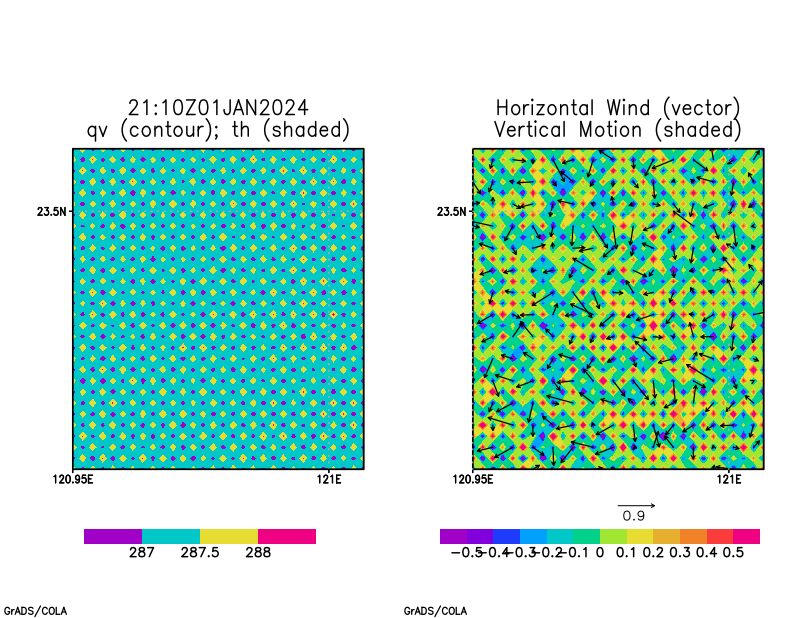 21:10Z01JAN2024
qv (contour); th (shaded)
23.5N
120.95E 121E
287 287.5 288
GrADS/COLA
Horizontal Wind (vector)
Vertical Motion (shaded)
23.5N
120.95E 121E
0.9
-0.5 -0.4 -0.3 -0.2 -0.1 0 0.1 0.2 0.3 0.4 0.5
GrADS/COLA